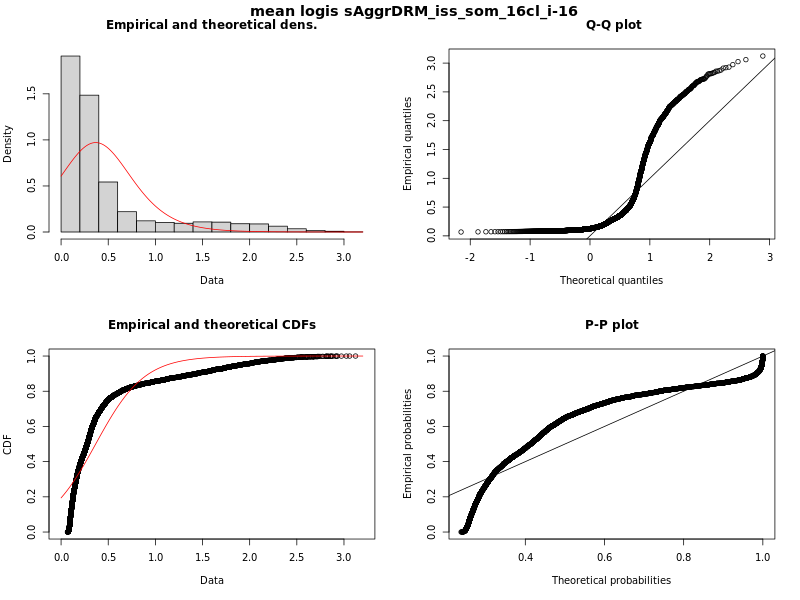 mean logis sAggrDRM_iss_som_16cl_i-16
Empirical and theoretical dens.
Density
0.0 0.5 1.0 1.5
0.0 0.5 1.0 1.5 2.0 2.5 3.0
Data
Q-Q plot
Empirical quantiles
0.0 0.5 1.0 1.5 2.0 2.5 3.0
-2 -1 0 1 2 3
Theoretical quantiles
Empirical and theoretical CDFs
CDF
0.0 0.2 0.4 0.6 0.8 1.0
0.0 0.5 1.0 1.5 2.0 2.5 3.0
Data
P-P plot
Empirical probabilities
0.0 0.2 0.4 0.6 0.8 1.0
0.4 0.6 0.8 1.0
Theoretical probabilities